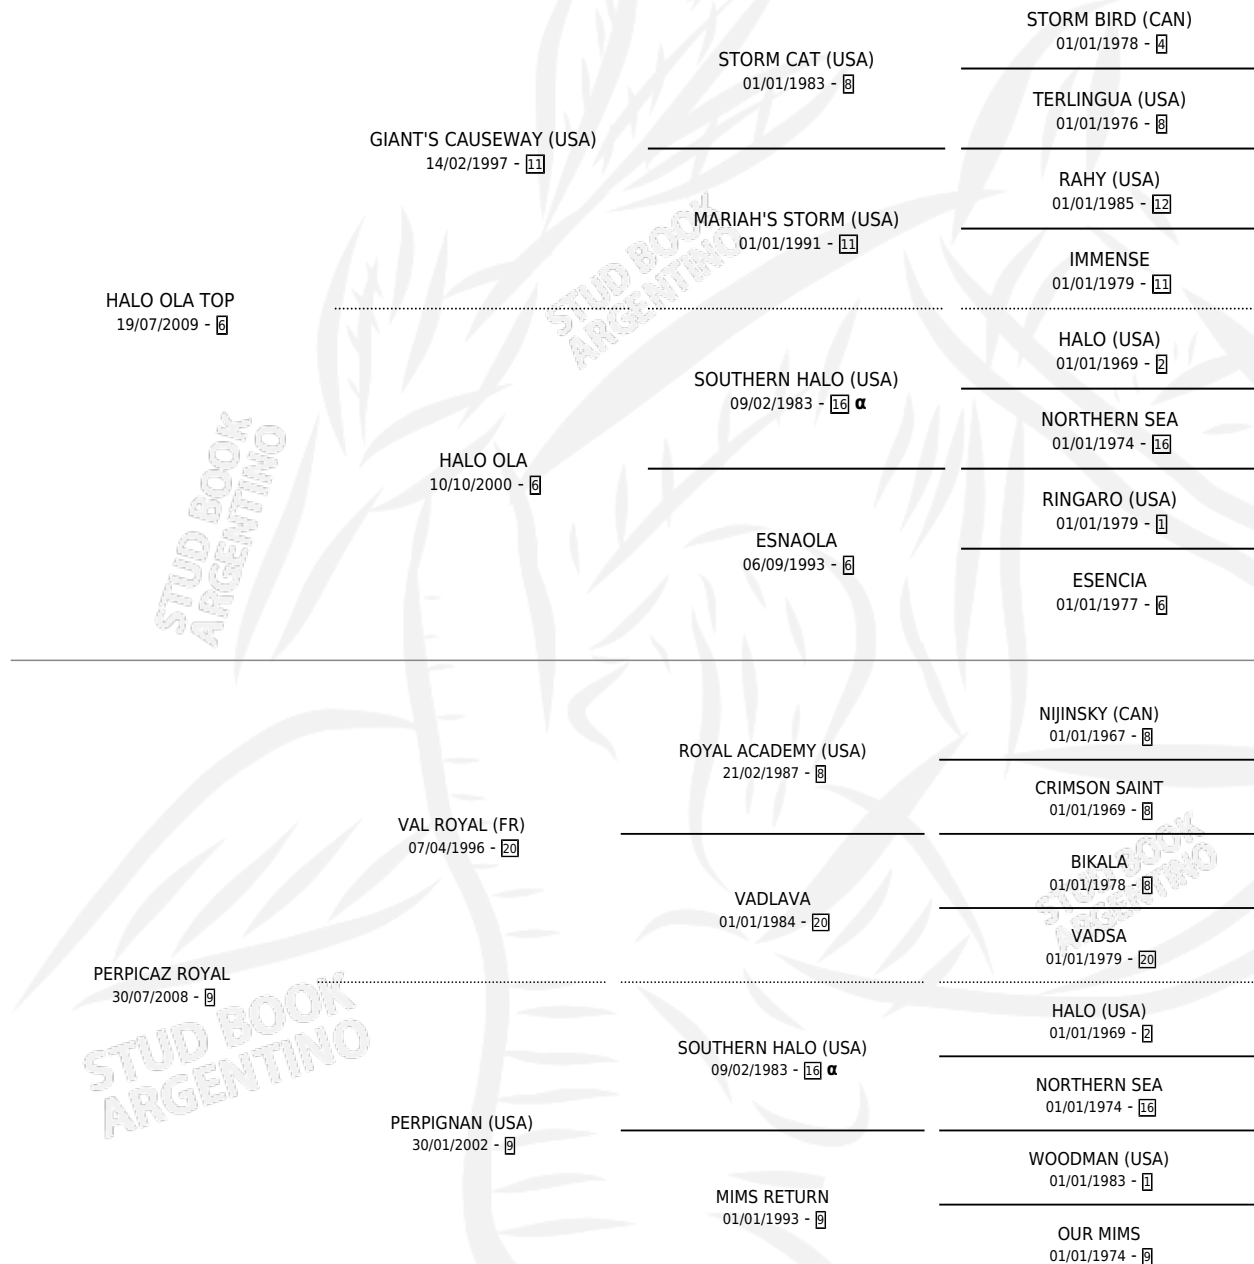 STORM BIRD (CAN)
01/01/1978 - 4
STORM CAT (USA)
01/01/1983 - 8
TERLINGUA (USA)
01/01/1976 - 8
GIANT'S CAUSEWAY (USA)
14/02/1997 - 11
RAHY (USA)
01/01/1985 - 12
MARIAH'S STORM (USA)
01/01/1991 - 11
IMMENSE
01/01/1979 - 11
HALO OLA TOP
19/07/2009 - 6
HALO (USA)
01/01/1969 - 2
SOUTHERN HALO (USA)
09/02/1983 - 16 α
NORTHERN SEA
01/01/1974 - 16
HALO OLA
10/10/2000 - 6
RINGARO (USA)
01/01/1979 - 1
ESNAOLA
06/09/1993 - 6
ESENCIA
01/01/1977 - 6
NIJINSKY (CAN)
01/01/1967 - 8
ROYAL ACADEMY (USA)
21/02/1987 - 8
CRIMSON SAINT
01/01/1969 - 8
VAL ROYAL (FR)
07/04/1996 - 20
BIKALA
01/01/1978 - 8
VADLAVA
01/01/1984 - 20
VADSA
01/01/1979 - 20
PERPICAZ ROYAL
30/07/2008 - 9
HALO (USA)
01/01/1969 - 2
SOUTHERN HALO (USA)
09/02/1983 - 16 α
NORTHERN SEA
01/01/1974 - 16
PERPIGNAN (USA)
30/01/2002 - 9
WOODMAN (USA)
01/01/1983 - 1
MIMS RETURN
01/01/1993 - 9
OUR MIMS
01/01/1974 - 9
STUD BOOK
ARGENTINO
STUD BOOK
ARGENTINO
STUD BOOK
ARGENTINO
STUD BOOK
ARGENTINO